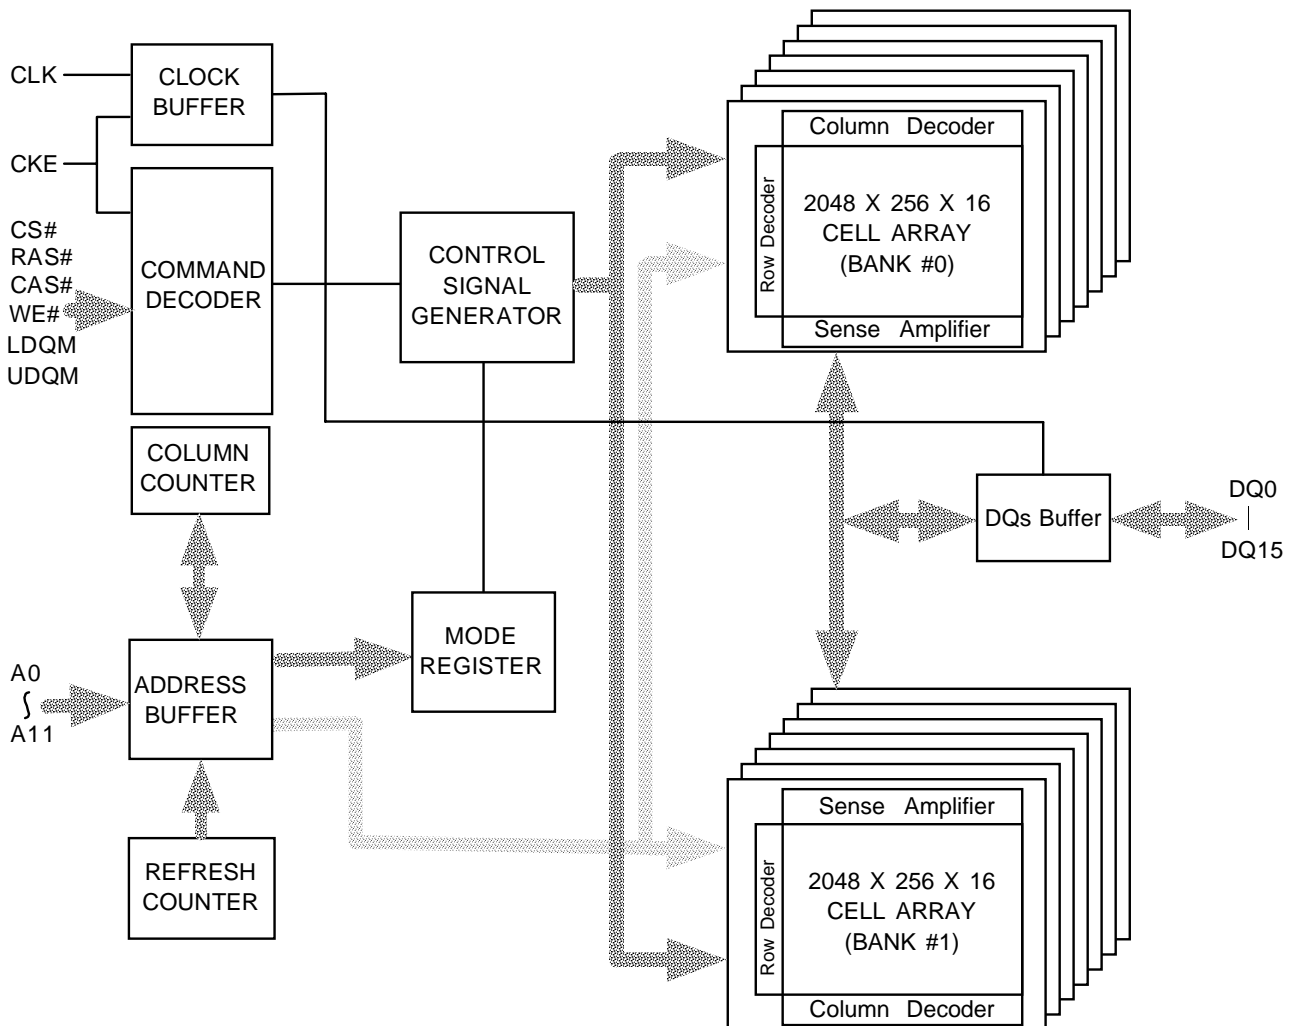 CLK
CLOCK
BUFFER
CKE
CS#
RAS#
CAS#
WE#
LDQM
UDQM
COMMAND
DECODER
CONTROL
SIGNAL
GENERATOR
Column Decoder
Row Decoder
2048 X 256 X 16
CELL ARRAY
(BANK #0)
Sense Amplifier
COLUMN
COUNTER
DQs Buffer
DQ0
DQ15
MODE
REGISTER
A0
A11
ADDRESS
BUFFER
REFRESH
COUNTER
Sense Amplifier
Row Decoder
2048 X 256 X 16
CELL ARRAY
(BANK #1)
Column Decoder